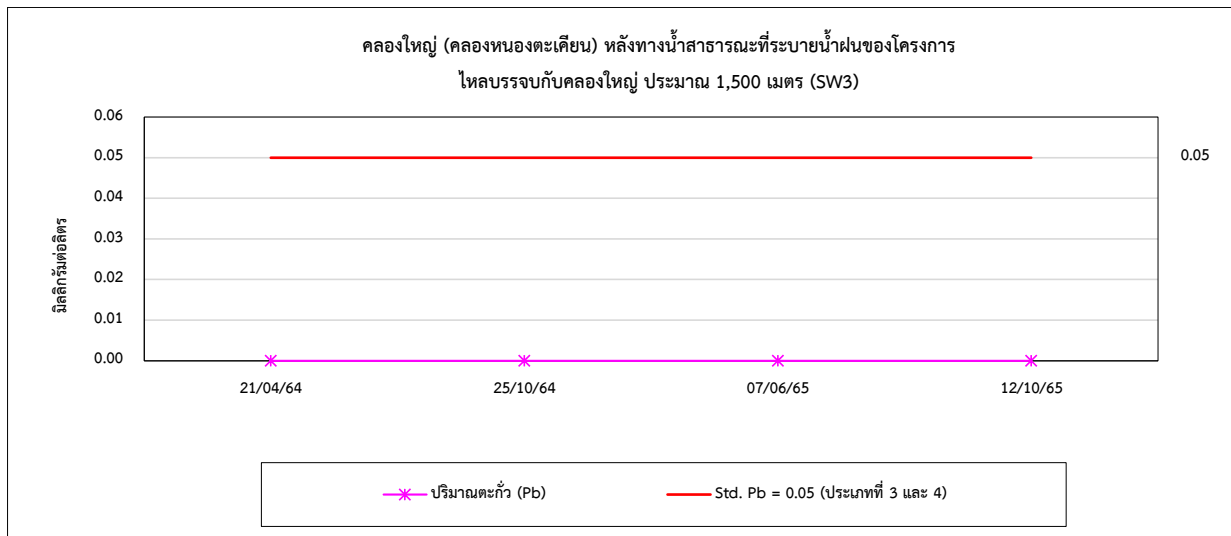 คลองใหญ่ (คลองหนองตะเคียน) หลังทางน้ำสาธารณะที่ระบายน้ำฝนของโครงการ
ไหลบรรจบกับคลองใหญ่ ประมาณ 1,500 เมตร (SW3)
มิลลิกรัมต่อลิตร
0.06
0.05
0.04
0.03
0.02
0.01
0.00
0.05
21/04/64
25/10/64
07/06/65
12/10/65
ปริมาณตะกั่ว (Pb)
Std. Pb = 0.05 (ประเภทที่ 3 และ 4)